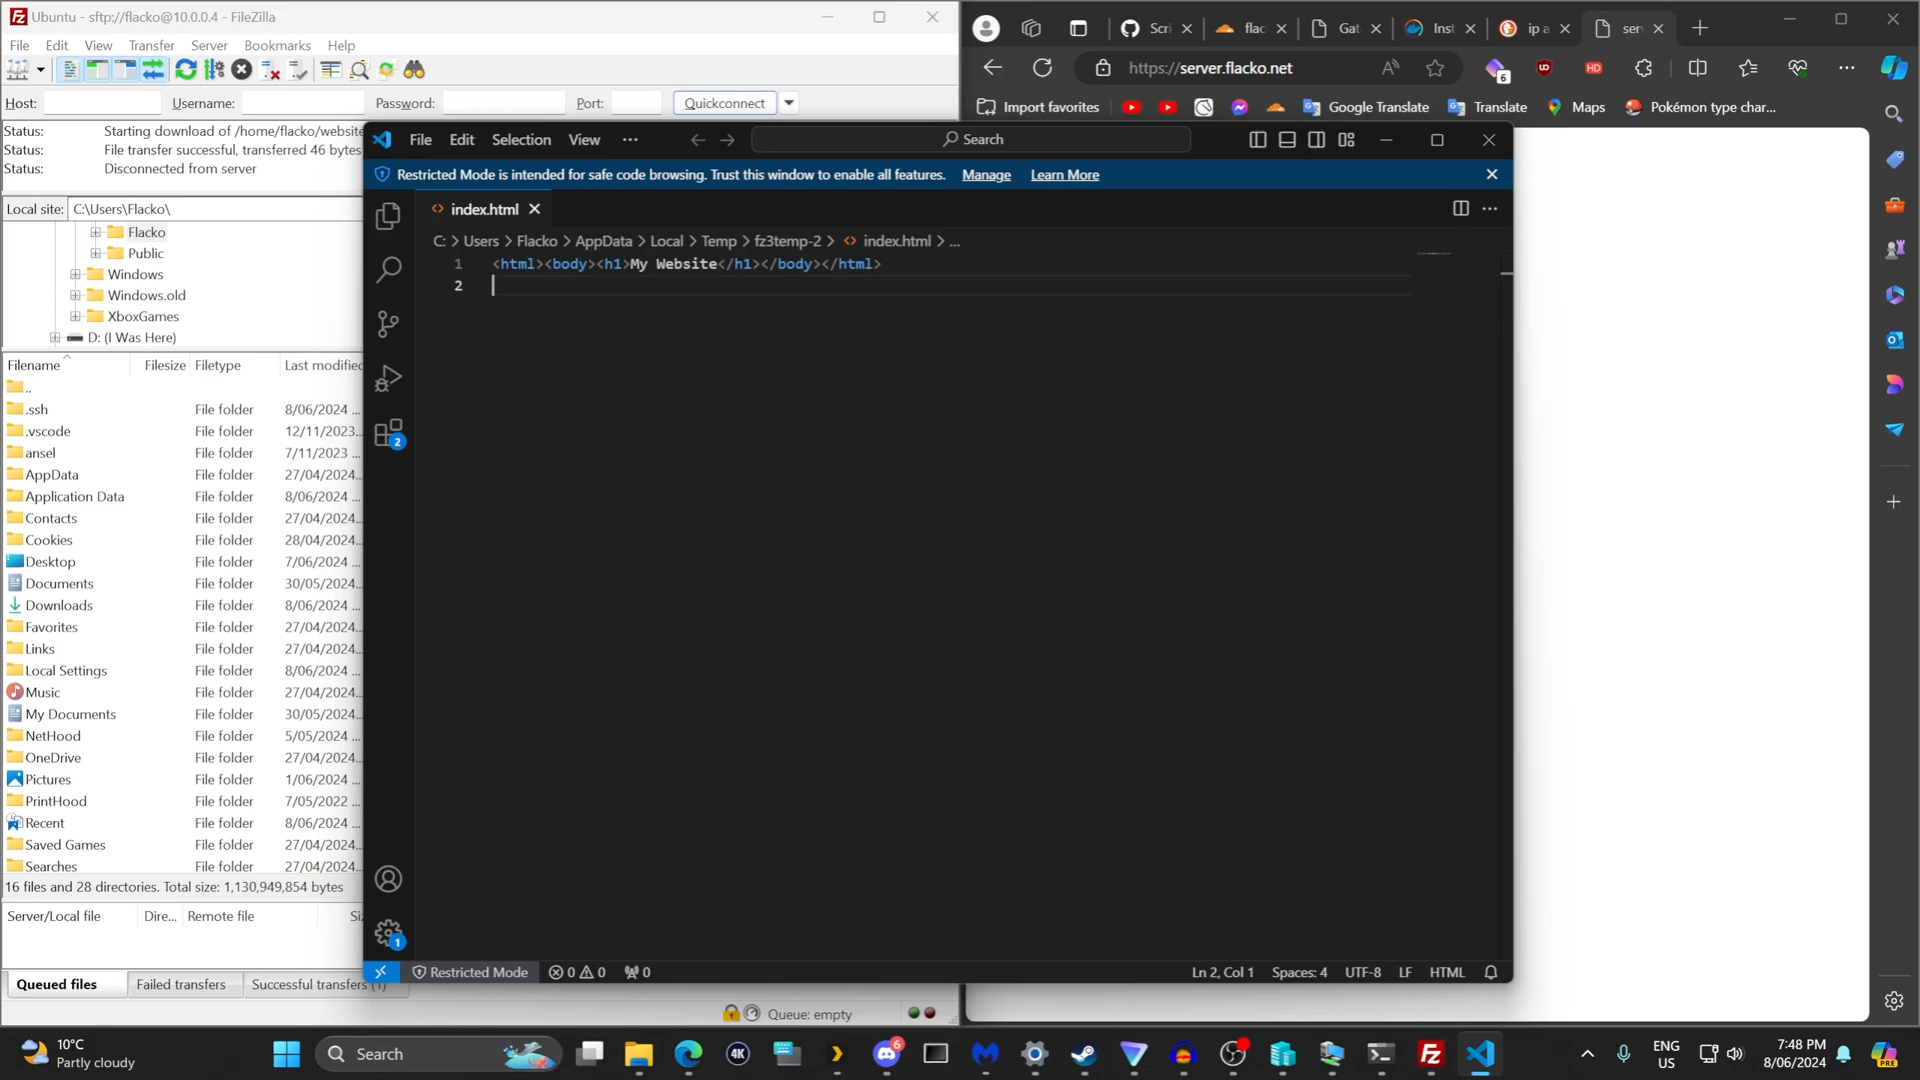 Ubuntu - sftp://flacko@10.0.0.4 - FileZilla
File Edit View Transfer Server Bookmarks Help
Host: Username: Password: Port: Quickconnect
Status: Starting download of /home/flacko/website
Status: File transfer successful, transferred 46 bytes
Status: Disconnected from server
Local site: C:\Users\Flacko\
Flacko
Public
Windows
Windows.old
XboxGames
D: (I Was Here)
Filename Filesize Filetype Last modified
..
.ssh File folder 8/06/2024 ...
.vscode File folder 12/11/2023...
ansel File folder 7/11/2023 ...
AppData File folder 27/04/2024...
Application Data File folder 8/06/2024 ...
Contacts File folder 27/04/2024...
Cookies File folder 28/04/2024...
Desktop File folder 7/06/2024 ...
Documents File folder 30/05/2024...
Downloads File folder 8/06/2024 ...
Favorites File folder 27/04/2024...
Links File folder 27/04/2024...
Local Settings File folder 8/06/2024 ...
Music File folder 27/04/2024...
My Documents File folder 30/05/2024...
NetHood File folder 5/05/2024 ...
OneDrive File folder 27/04/2024...
Pictures File folder 1/06/2024 ...
PrintHood File folder 7/05/2022 ...
Recent File folder 8/06/2024 ...
Saved Games File folder 27/04/2024...
Searches File folder 27/04/2024...
16 files and 28 directories. Total size: 1,130,949,854 bytes
Server/Local file Dire... Remote file Si
Queued files Failed transfers Successful transfers (1)
Queue: empty
Scri flac Gat Inst ip a ser
https://server.flacko.net
6 HD
Import favorites Google Translate Translate Maps Pokémon type char...
File Edit Selection View ··· Search
Restricted Mode is intended for safe code browsing. Trust this window to enable all features. Manage Learn More
index.html
C: > Users > Flacko > AppData > Local > Temp > fz3temp-2 > index.html > ...
1 <html><body><h1>My Website</h1></body></html>
2
2
1
Restricted Mode 0 0 0 Ln 2, Col 1 Spaces: 4 UTF-8 LF HTML
10°C
Partly cloudy
Search
4K
6
ENG
US
7:48 PM
8/06/2024
PRE